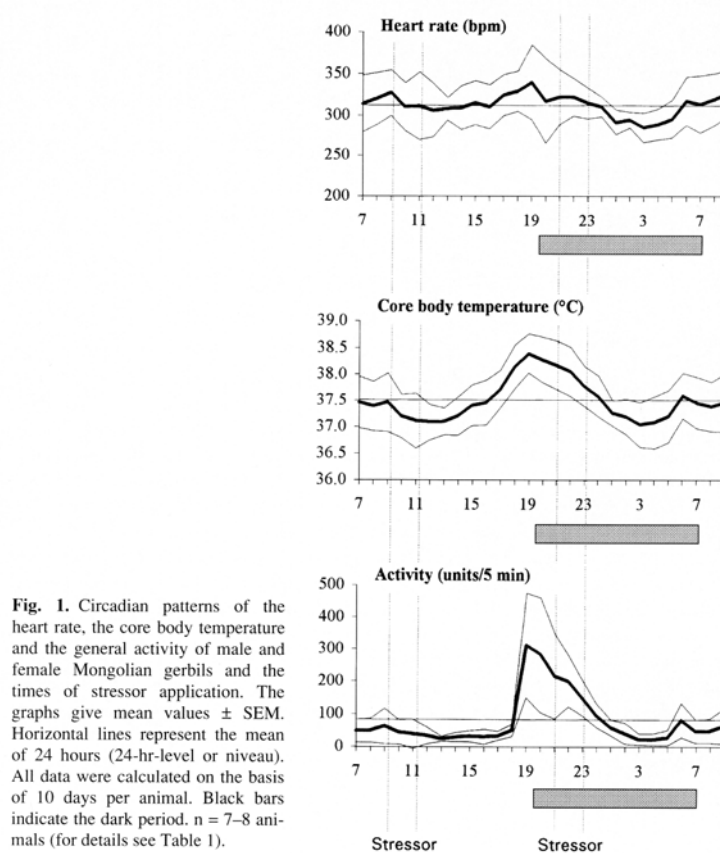 Heart rate (bpm)
400
350
300
250
200
7 11 15 19 23 3 7
Core body temperature (°C)
39.0
38.5
38.0
37.5
37.0
36.5
36.0
7 11 15 19 23 3 7
Activity (units/5 min)
500
400
300
200
100
0
7 11 15 19 23 3 7
Stressor Stressor
Fig. 1. Circadian patterns of the
heart rate, the core body temperature
and the general activity of male and
female Mongolian gerbils and the
times of stressor application. The
graphs give mean values ± SEM.
Horizontal lines represent the mean
of 24 hours (24-hr-level or niveau).
All data were calculated on the basis
of 10 days per animal. Black bars
indicate the dark period. n = 7–8 ani-
mals (for details see Table 1).